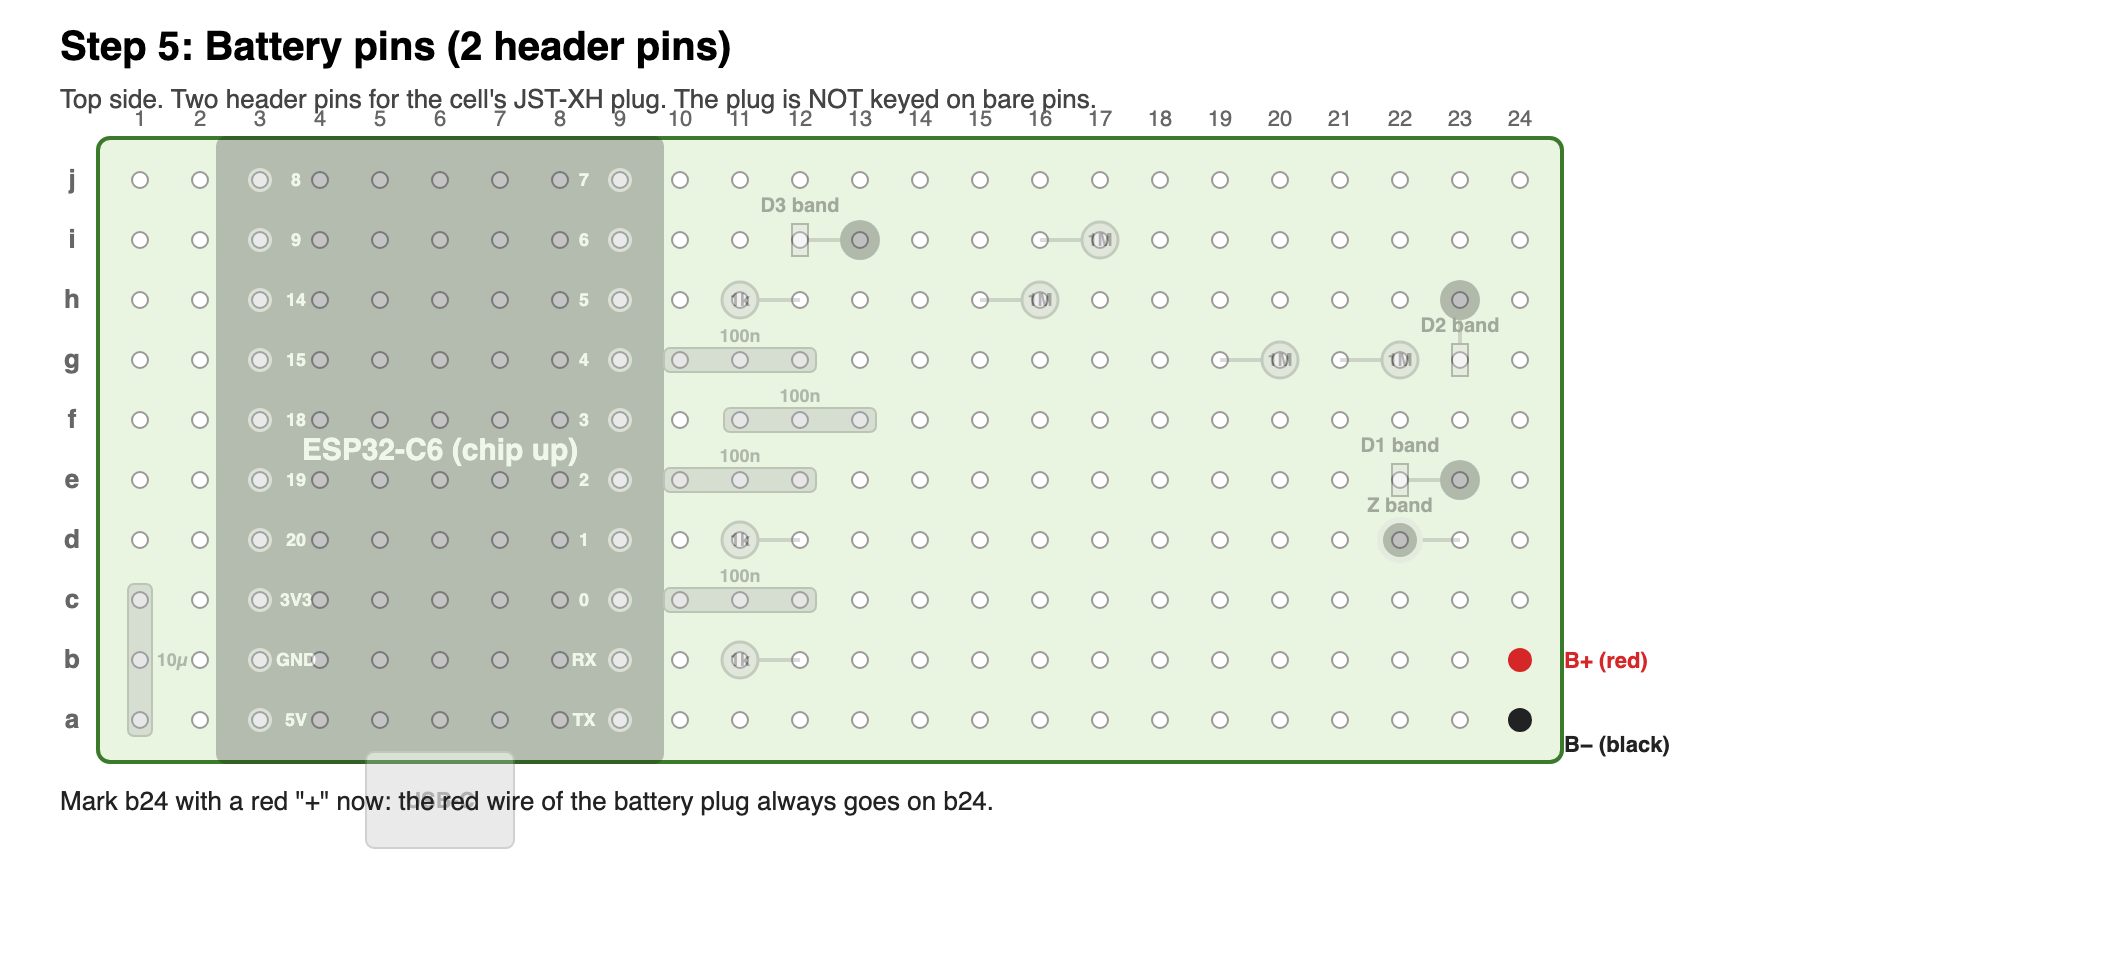 Step 5: Battery pins (2 header pins)
Top side. Two header pins for the cell's JST-XH plug. The plug is NOT keyed on bare pins.
1 2 3 4 5 6 7 8 9 10 11 12 13 14 15 16 17 18 19 20 21 22 23 24
j 8 7
D3 band
i 9 6 1M
h 14 5 1k 1M
D2 band
100n
g 15 4 1M 1M
100n
f 18 3
D1 band
ESP32-C6 (chip up)
100n
e 19 2
Z band
d 20 1 1k
100n
c 3V3 0
b 10µ GND RX 1k B+ (red)
a 5V TX
B− (black)
Mark b24 with a red "+" now: the red wire of the battery plug always goes on b24.
USB-C